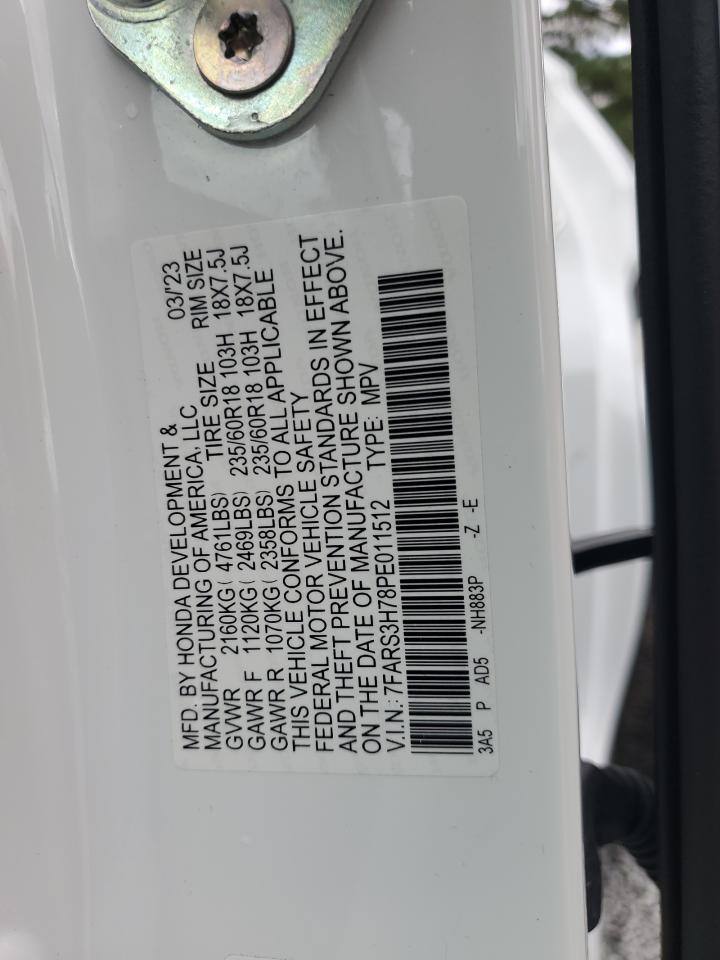 MFD. BY HONDA DEVELOPMENT & 03/'23
MANUFACTURING OF AMERICA, LLC
TIRE SIZE RIM SIZE
GVWR 2160KG( 4761LBS)
GAWR F 1120KG( 2469LBS) 235/60R18 103H 18X7.5J
GAWR R 1070KG( 2358LBS) 235/60R18 103H 18X7.5J
THIS VEHICLE CONFORMS TO ALL APPLICABLE
FEDERAL MOTOR VEHICLE SAFETY
AND THEFT PREVENTION STANDARDS IN EFFECT
ON THE DATE OF MANUFACTURE SHOWN ABOVE.
V.I.N.: 7FARS3H78PE011512 TYPE: MPV
3A5 P AD5 -NH883P -Z -E